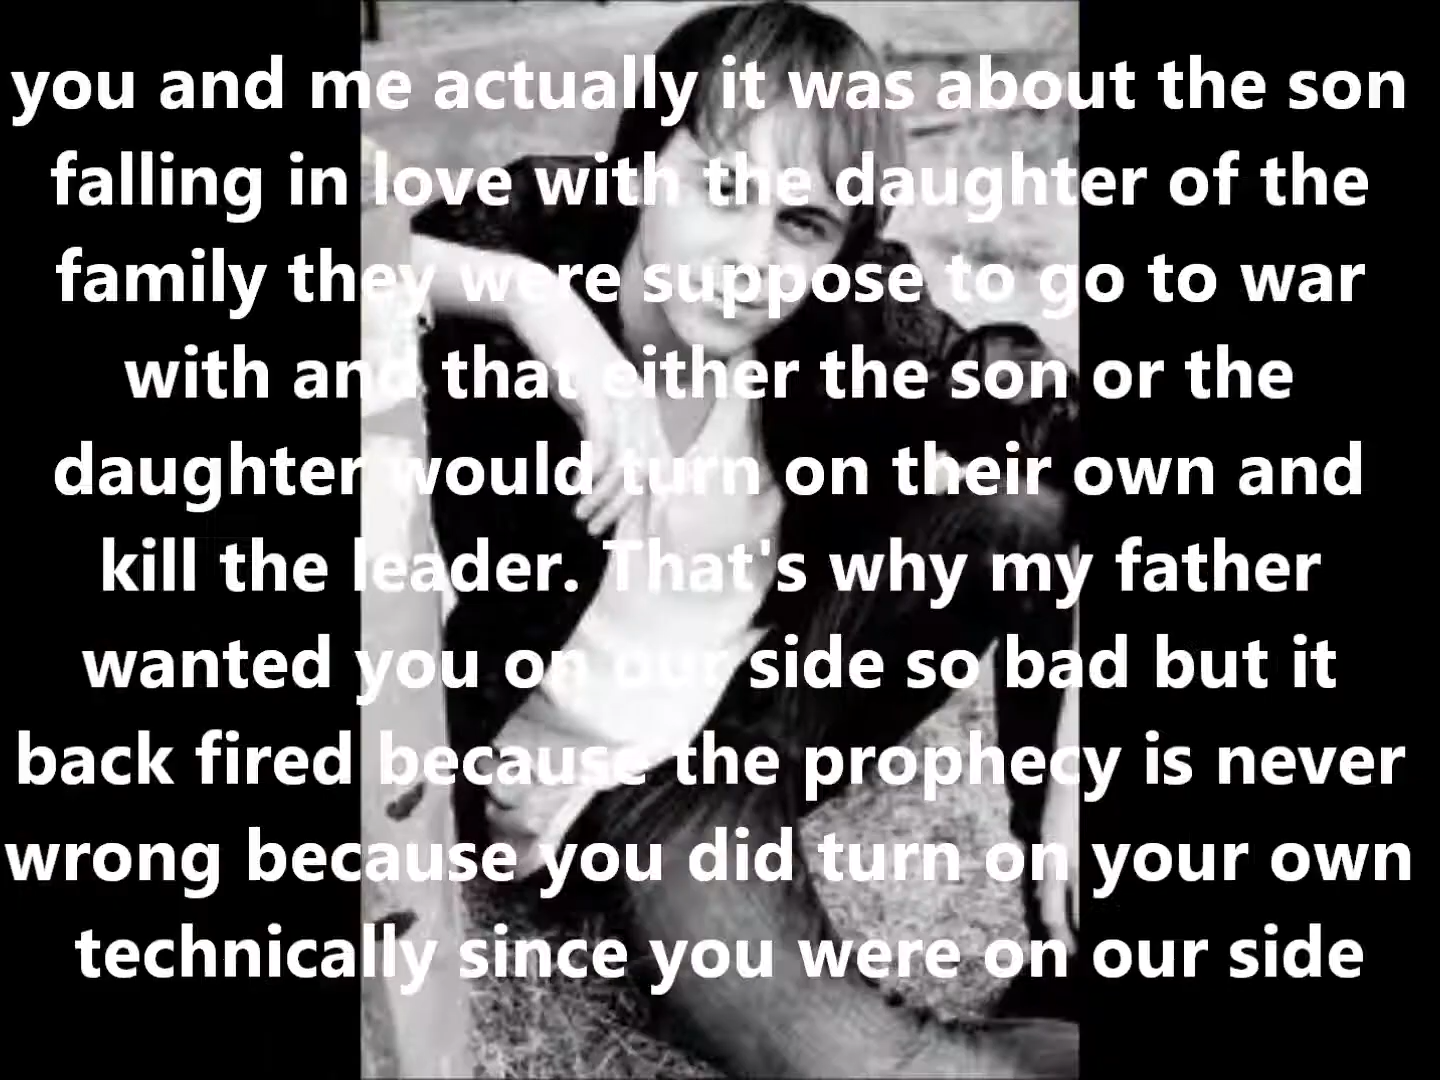 you and me actually it was about the son
falling in love with the daughter of the
family they were suppose to go to war
with and that either the son or the
daughter would turn on their own and
kill the leader. That's why my father
wanted you on our side so bad but it
back fired because the prophecy is never
wrong because you did turn on your own
technically since you were on our side